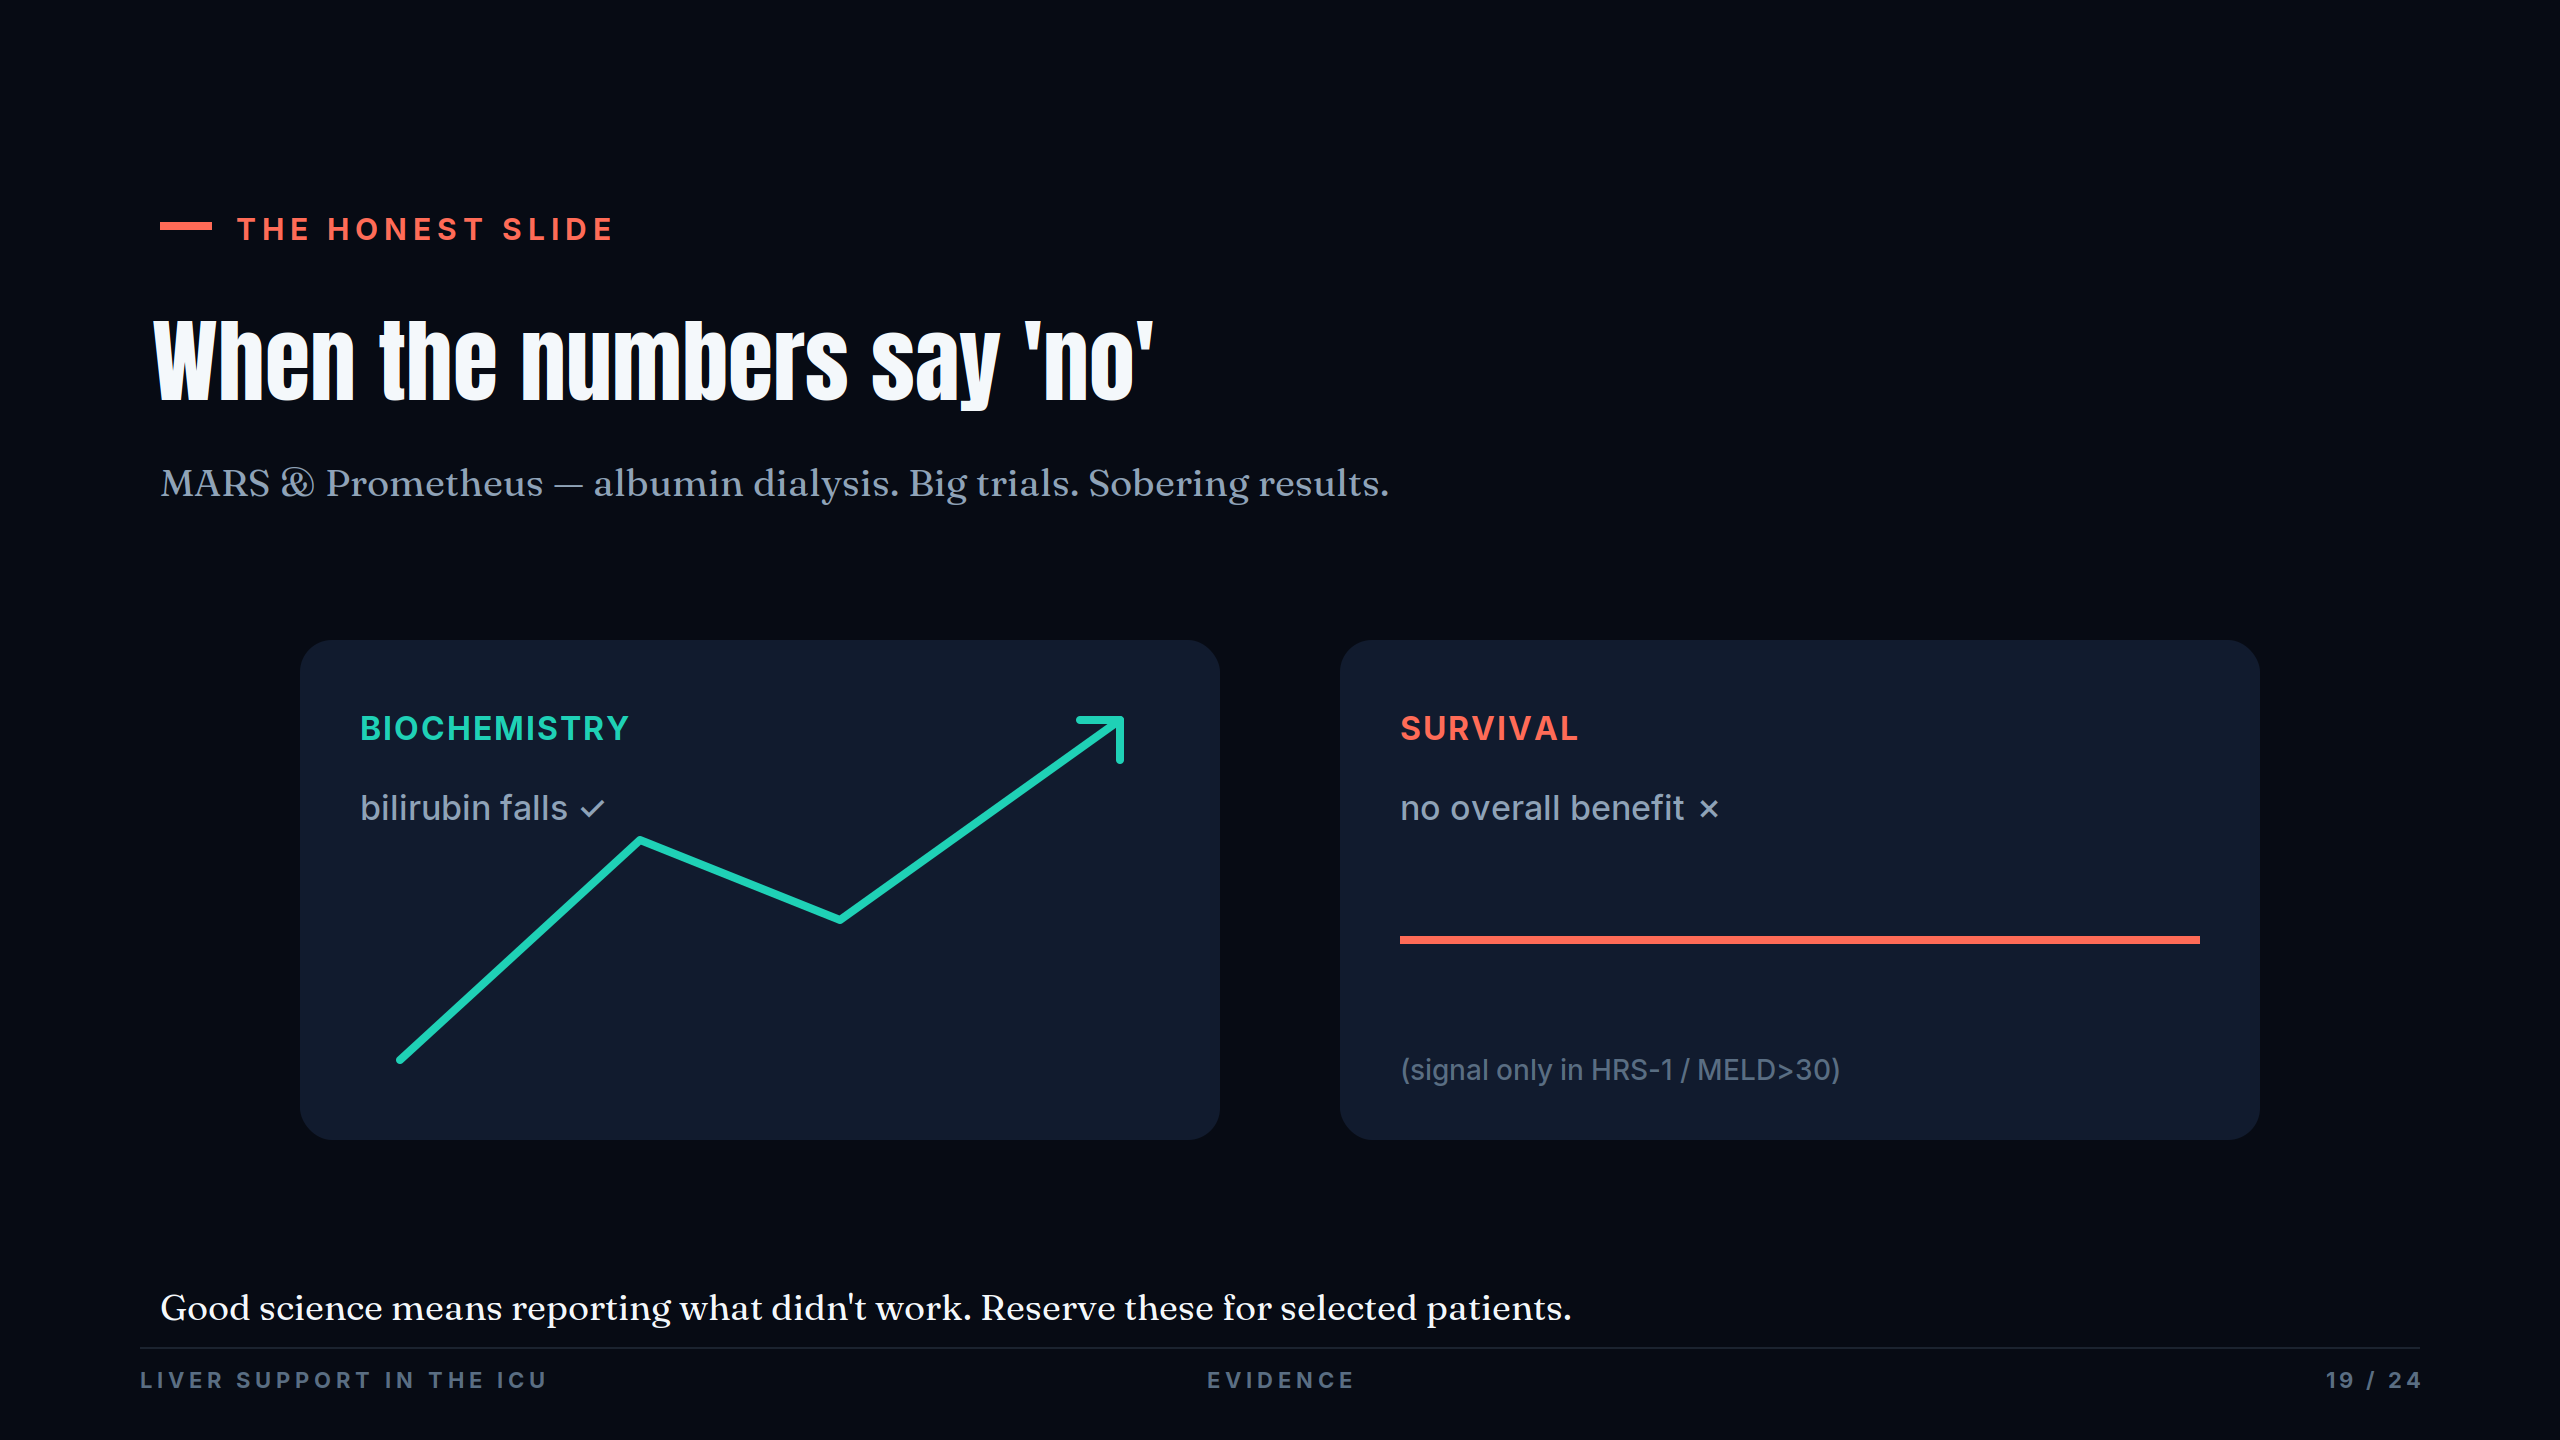 THE HONEST SLIDE
When the numbers say 'no'
MARS & Prometheus — albumin dialysis. Big trials. Sobering results.
BIOCHEMISTRY
bilirubin falls ✓
SURVIVAL
no overall benefit ×
(signal only in HRS-1 / MELD>30)
Good science means reporting what didn't work. Reserve these for selected patients.
LIVER SUPPORT IN THE ICU
EVIDENCE
19 / 24